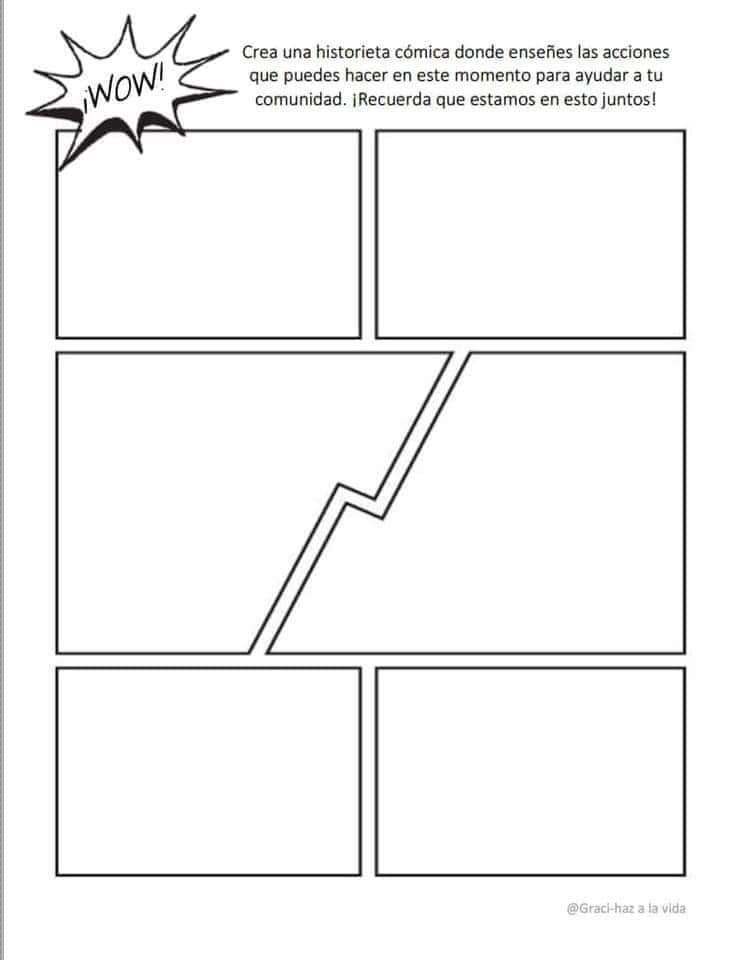 ¡WOW!
Crea una historieta cómica donde enseñes las acciones
que puedes hacer en este momento para ayudar a tu
comunidad. ¡Recuerda que estamos en esto juntos!
@Graci-haz a la vida